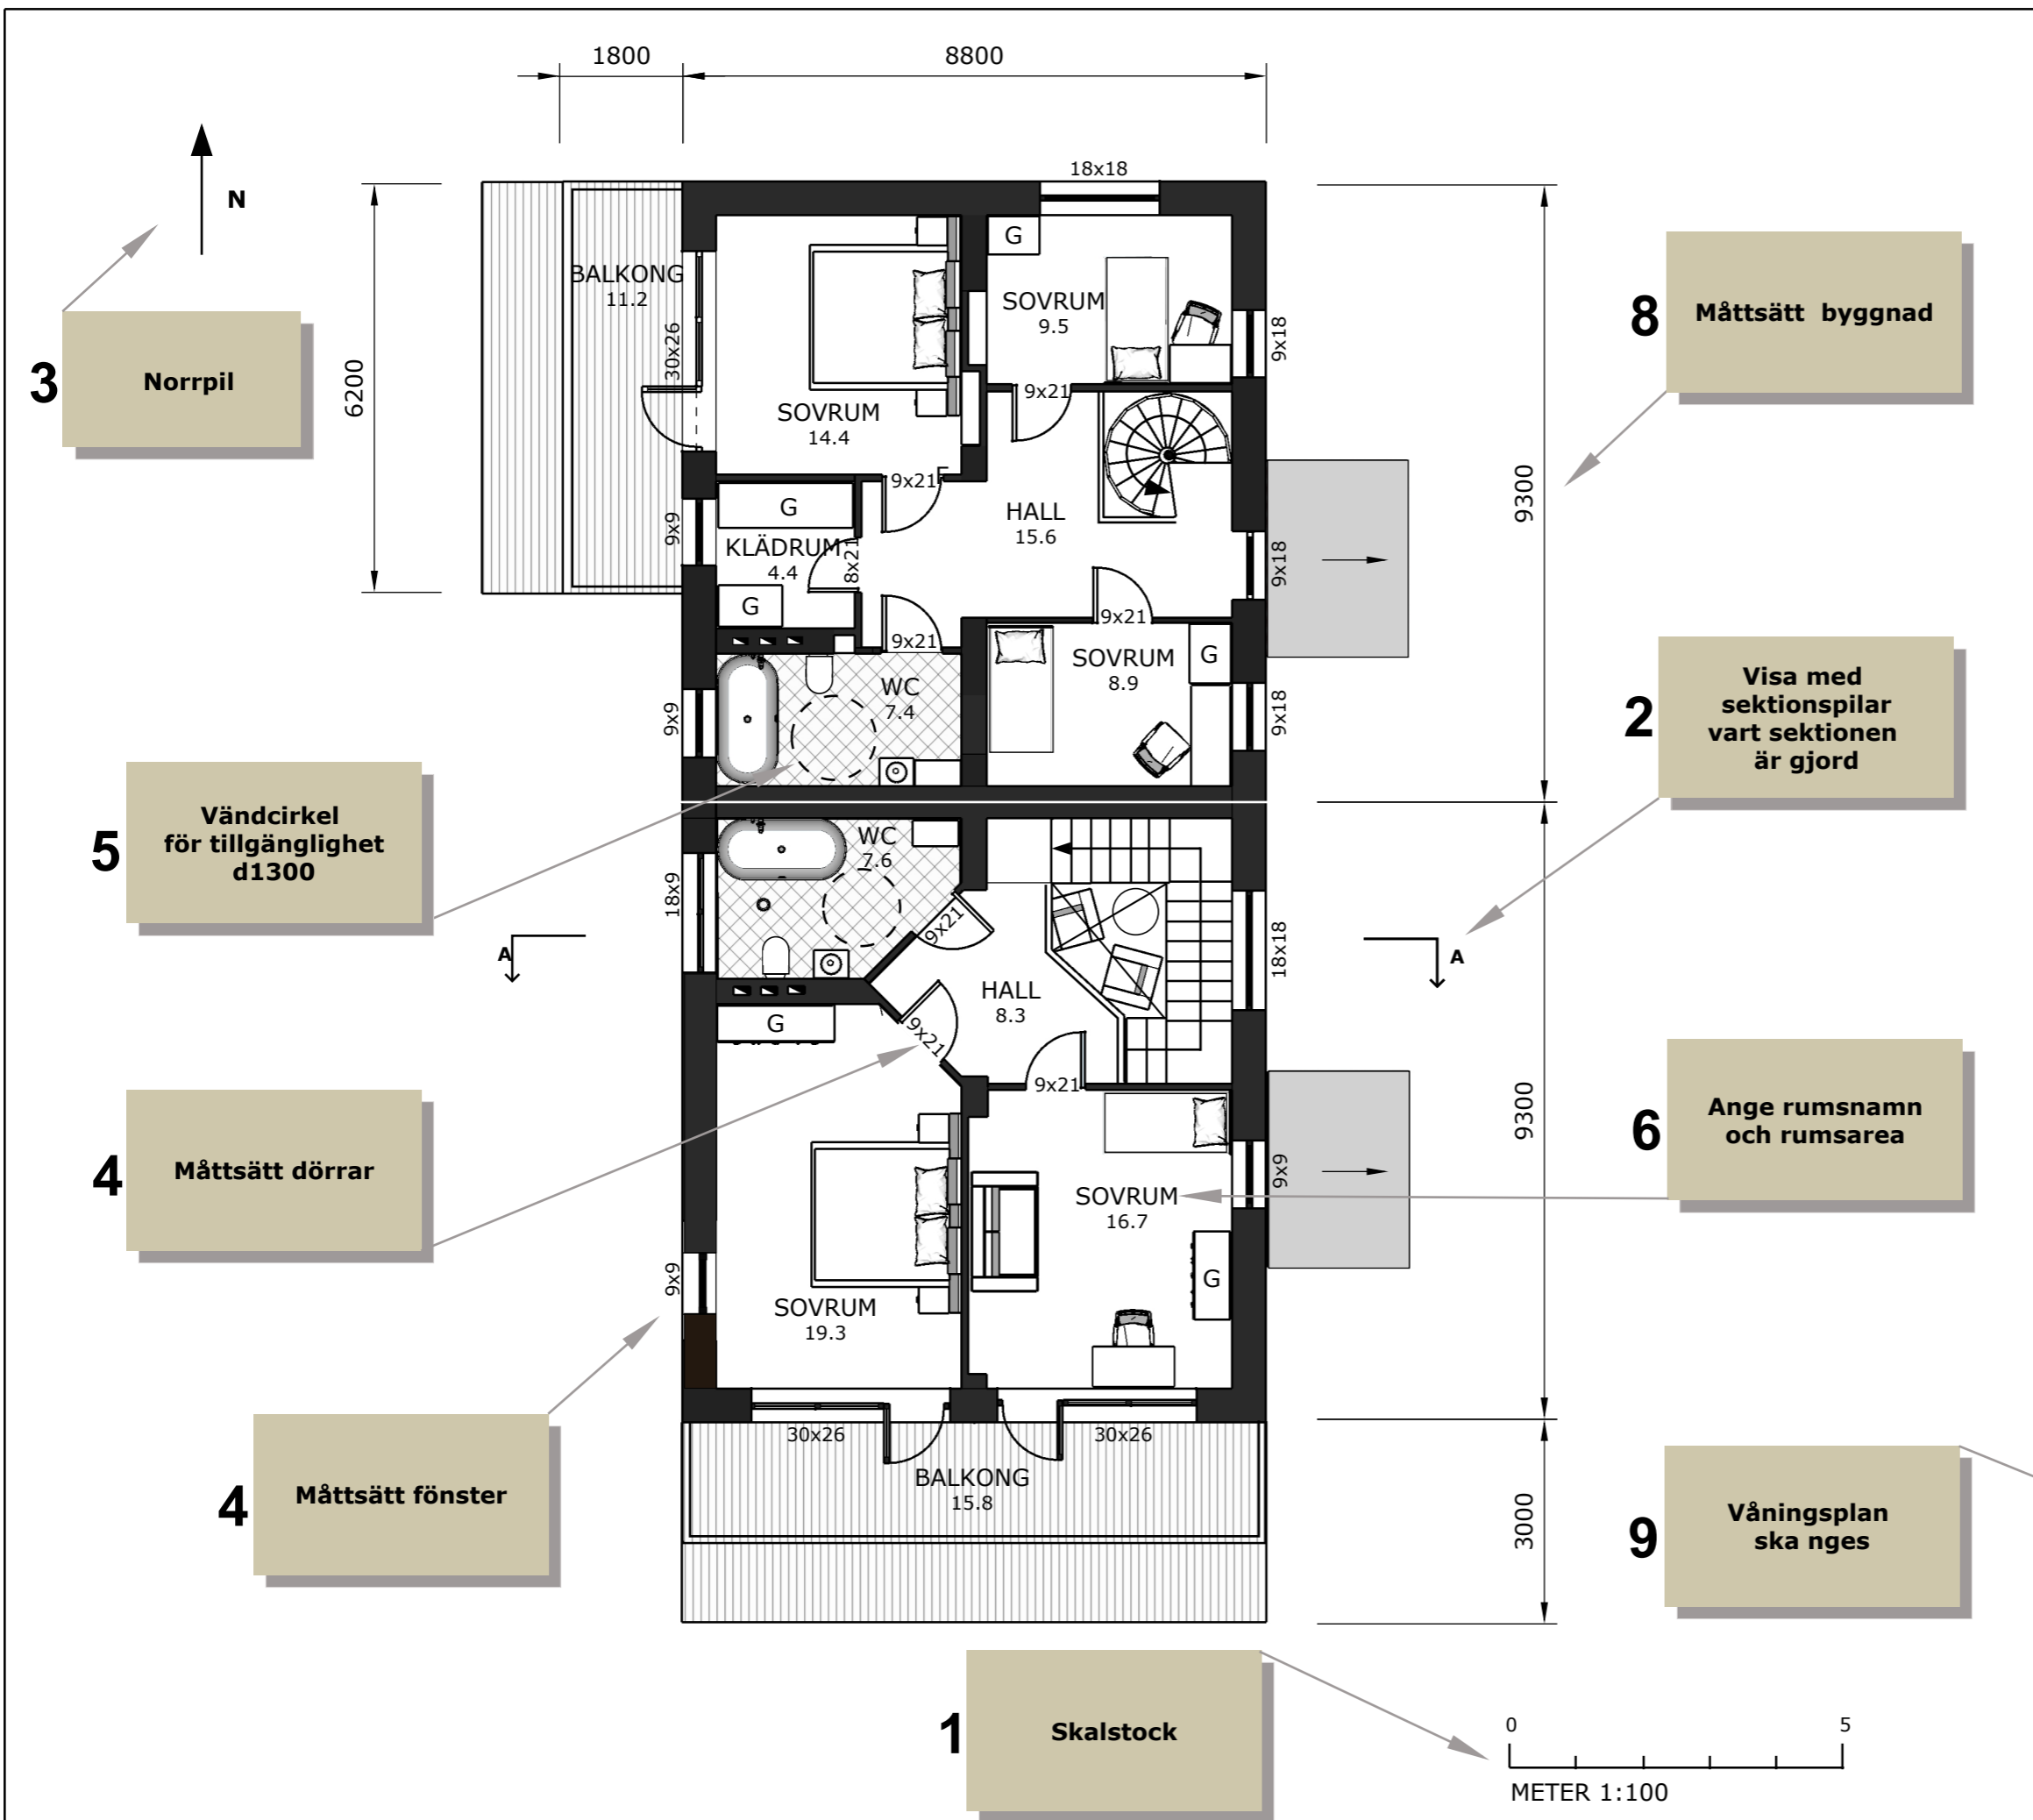 1800
8800
N
6200
18x18
G
BALKONG
11.2
30x26
SOVRUM
9.5
9x18
9x21
SOVRUM
14.4
3
Norrpil
8
Måttsätt byggnad
9300
9x21
G
HALL
15.6
9x9
KLÄDRUM
4.4
8x21
9x18
G
9x21
9x21
SOVRUM
8.9
G
WC
7.4
9x9
9x18
2
Visa med
sektionspilar
vart sektionen
är gjord
5
Vändcirkel
för tillgänglighet
d1300
WC
7.6
18x9
9x21
18x18
A
A
HALL
8.3
G
9x21
9x21
9300
4
Måttsätt dörrar
6
Ange rumsnamn
och rumsarea
9x9
SOVRUM
16.7
G
9x9
SOVRUM
19.3
30x26
30x26
BALKONG
15.8
3000
4
Måttsätt fönster
9
Våningsplan
ska nges
1
Skalstock
0
5
METER 1:100